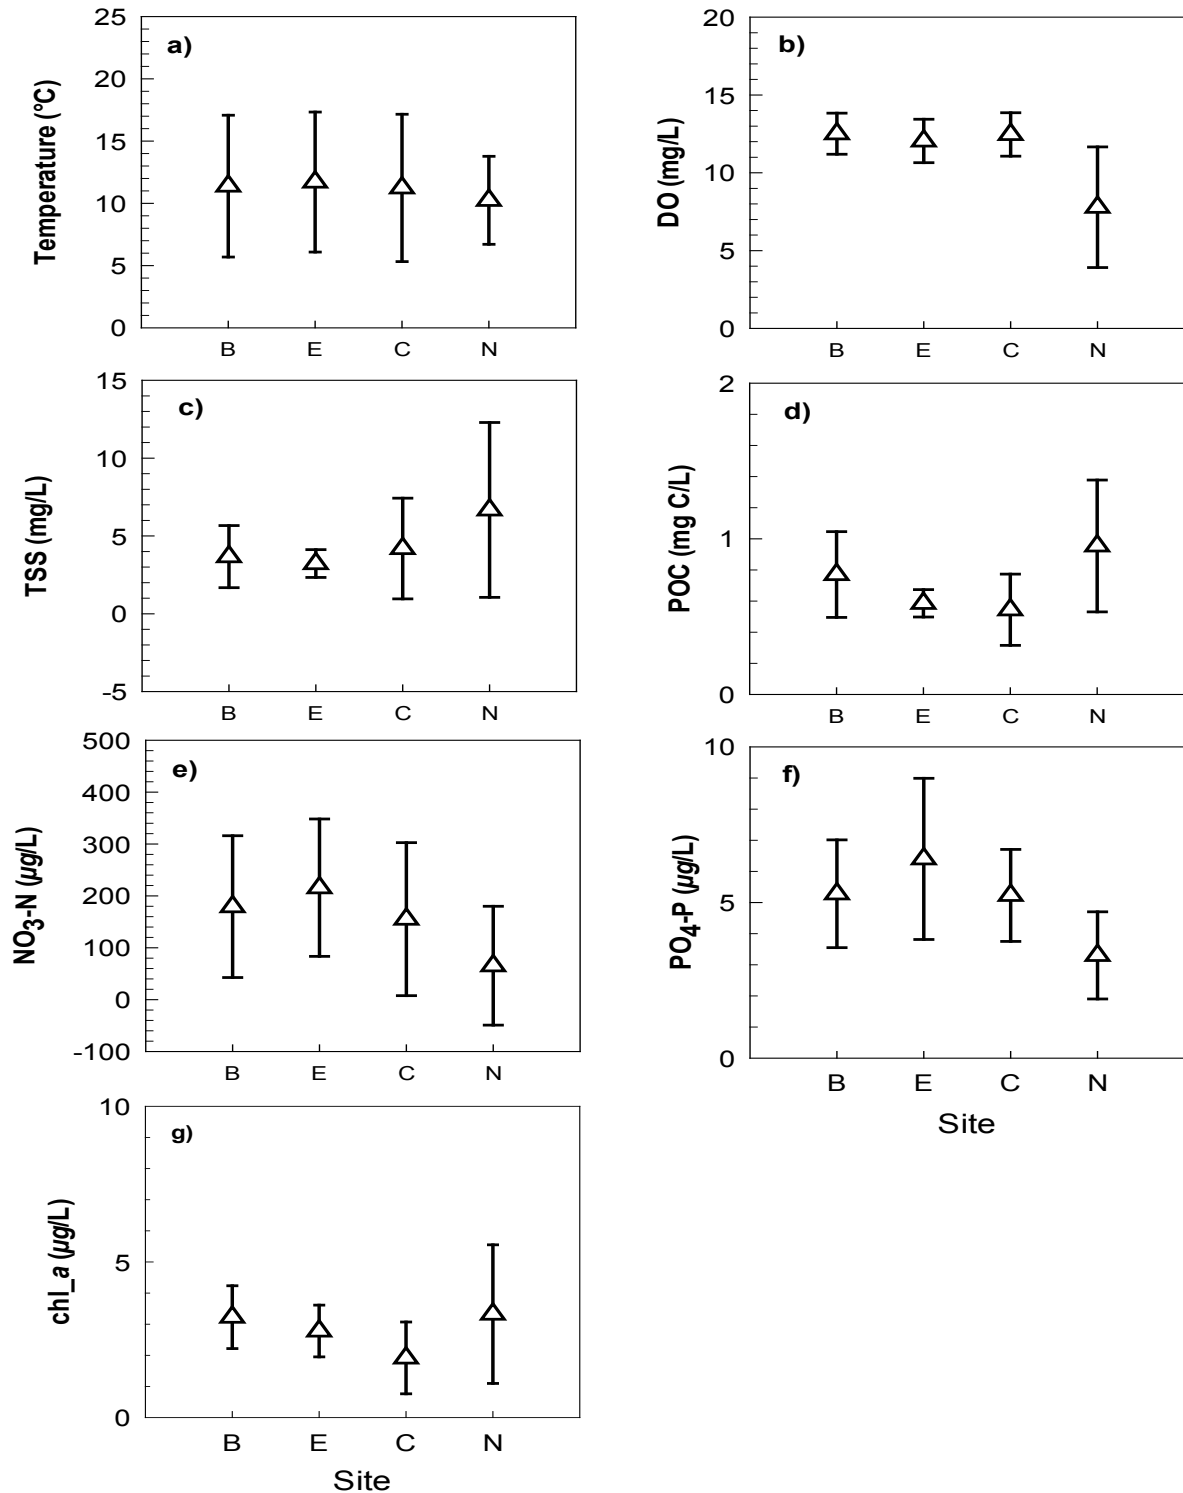 a)
Temperature (°C)
25
20
15
10
5
0
B E C N
b)
DO (mg/L)
20
15
10
5
0
B E C N
c)
TSS (mg/L)
15
10
5
0
-5
B E C N
d)
POC (mg C/L)
2
1
0
B E C N
e)
NO3-N (µg/L)
500
400
300
200
100
0
-100
B E C N
f)
PO4-P (µg/L)
10
5
0
B E C N
Site
g)
chl_a (µg/L)
10
5
0
B E C N
Site